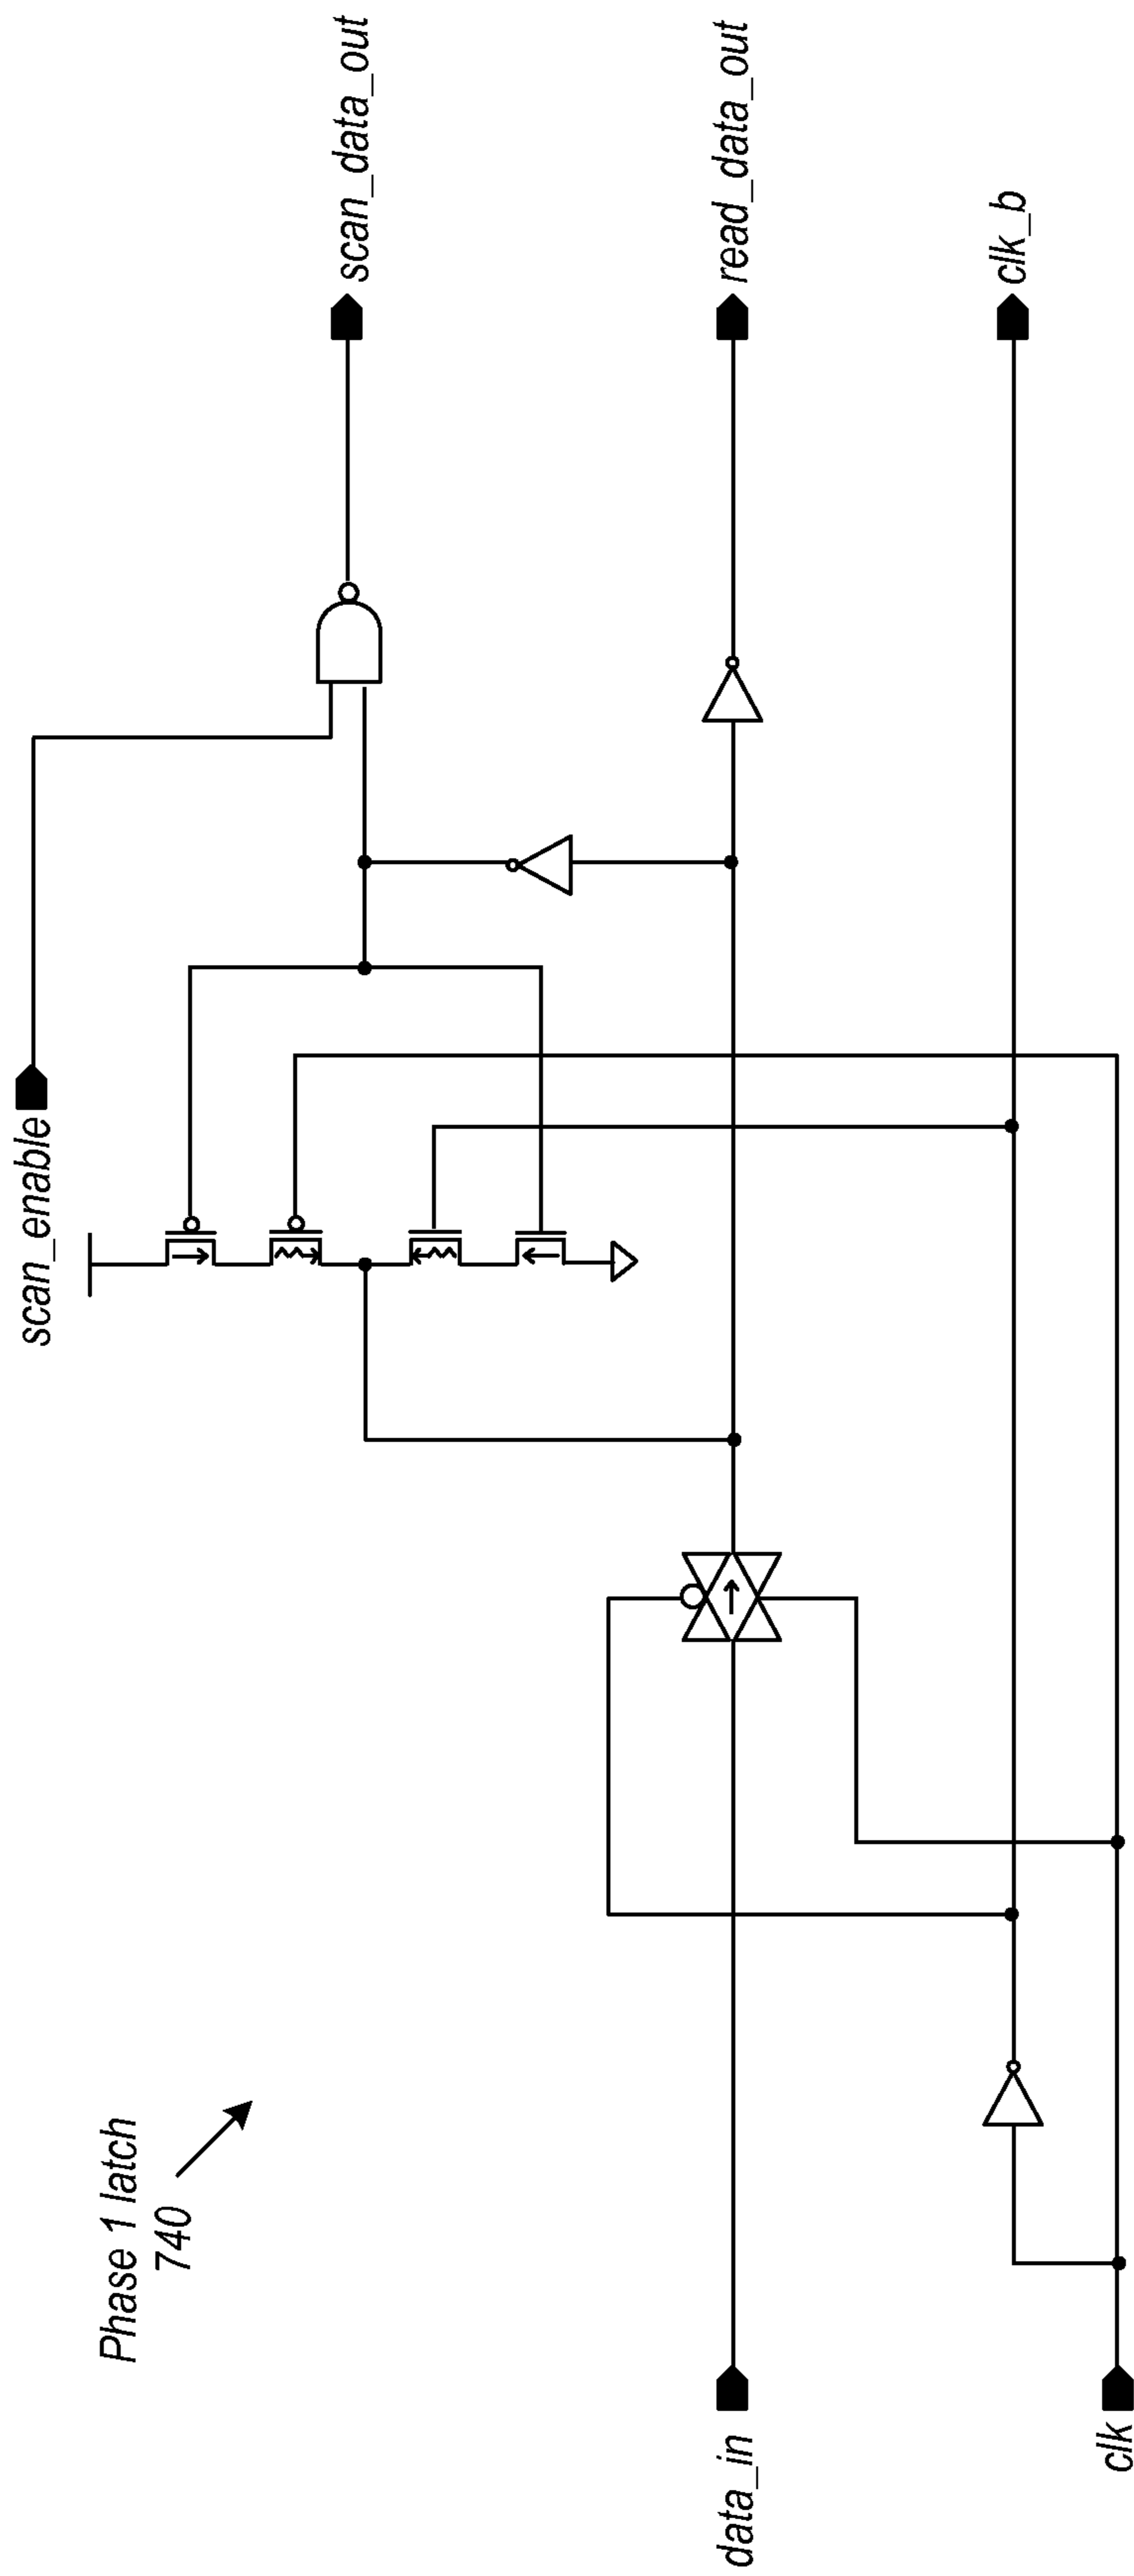 Phase 1 latch
740
scan_enable
scan_data_out
data_in
read_data_out
clk
clk_b